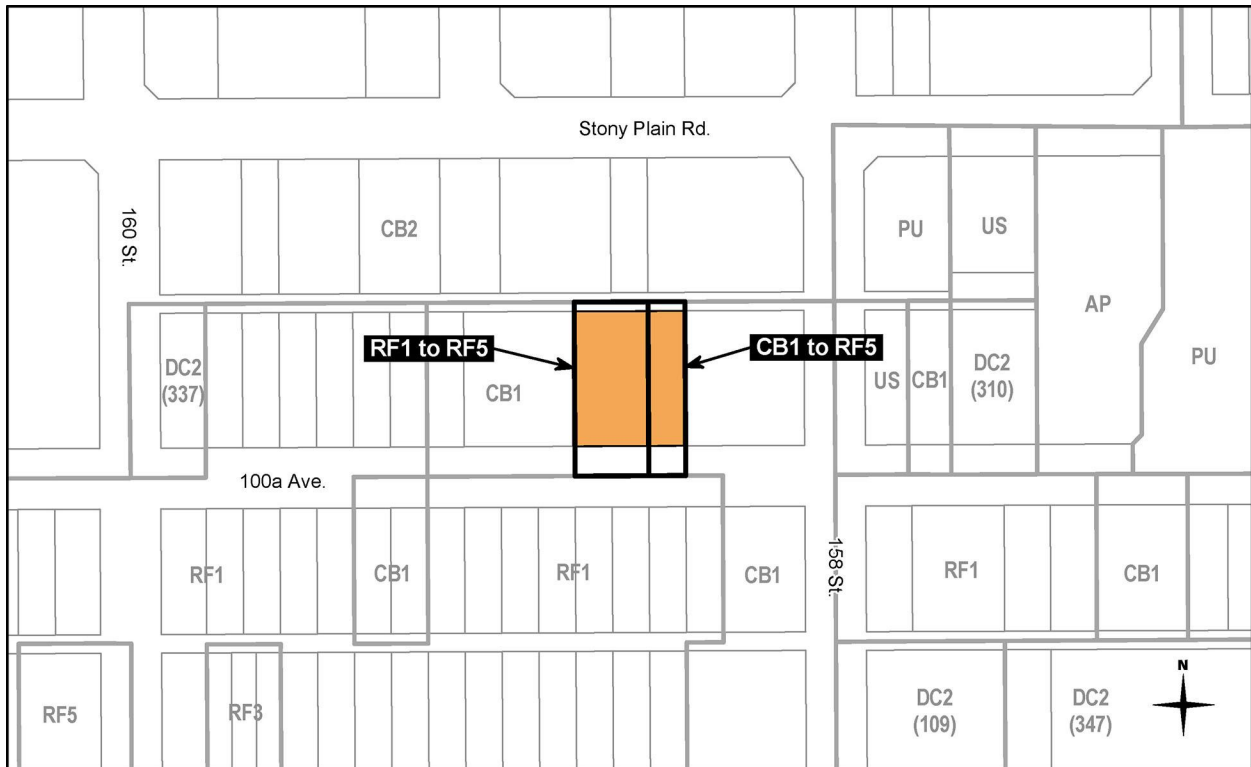 Stony Plain Rd.
160 St.
CB2
PU
US
AP
PU
RF1 to RF5
CB1 to RF5
DC2
(337)
CB1
US
CB1
DC2
(310)
100a Ave.
158 St.
RF1
CB1
RF1
CB1
RF1
CB1
RF5
RF3
DC2
(109)
DC2
(347)
N